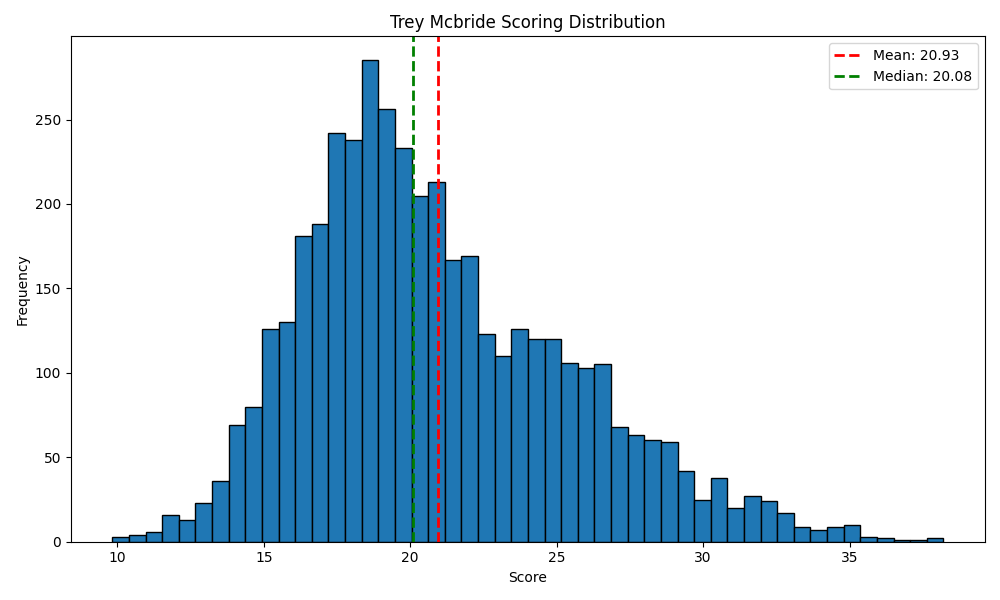 Trey Mcbride Scoring Distribution
Mean: 20.93
Median: 20.08
Frequency
250
200
150
100
50
0
10 15 20 25 30 35
Score